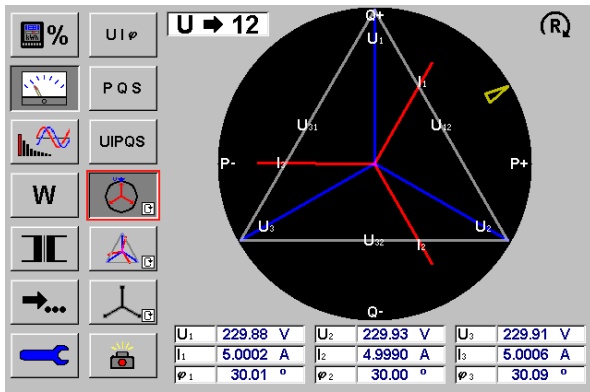 U ➡ 12
%
U I φ
P Q S
UIPQS
W
➡...
R
Q+
U1
I1
U31
U12
P-
I3
P+
U3
U2
U32
I2
Q-
U1 229.88 V U2 229.93 V U3 229.91 V
I1 5.0002 A I2 4.9990 A I3 5.0006 A
φ1 30.01 º φ2 30.00 º φ3 30.09 º